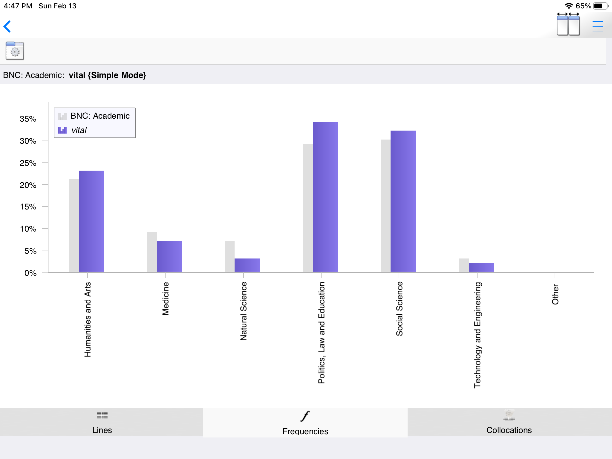 4:47 PM Sun Feb 13
65%
BNC: Academic: vital {Simple Mode}
BNC: Academic
vital
35%
30%
25%
20%
15%
10%
5%
0%
Humanities and Arts
Medicine
Natural Science
Politics, Law and Education
Social Science
Technology and Engineering
Other
Lines
f
Frequencies
Collocations